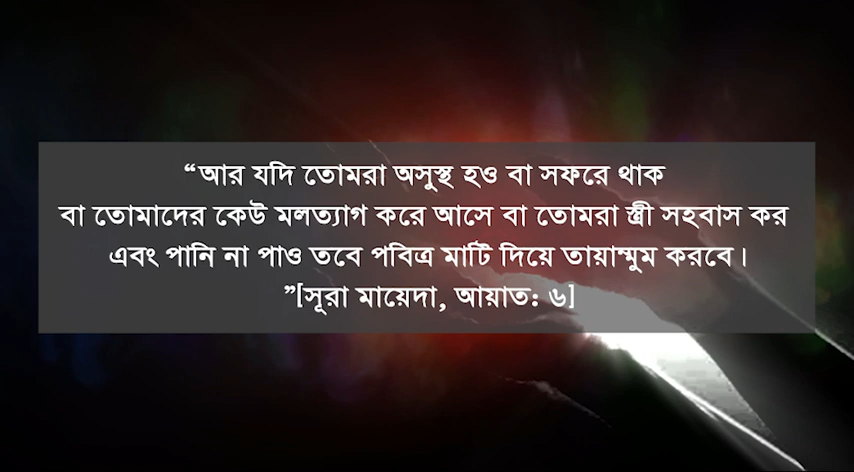 “আর যদি তোমরা অসুস্থ হও বা সফরে থাক
বা তোমাদের কেউ মলত্যাগ করে আসে বা তোমরা স্ত্রী সহবাস কর
এবং পানি না পাও তবে পবিত্র মাটি দিয়ে তায়াম্মুম করবে।
”[সূরা মায়েদা, আয়াত: ৬]